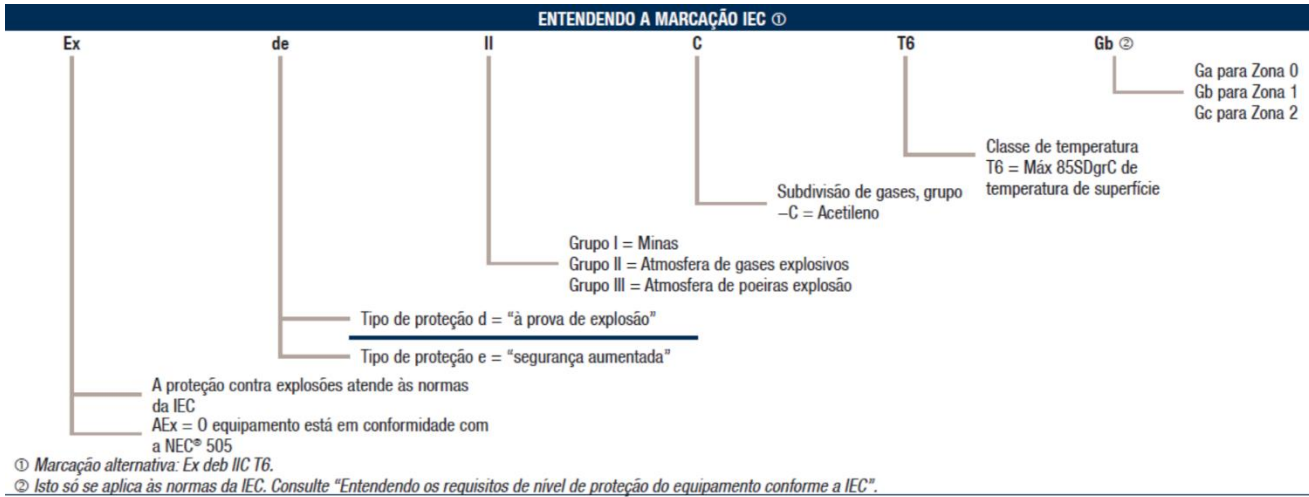 ENTENDENDO A MARCAÇÃO IEC ①
Ex de II C T6 Gb ②
Ga para Zona 0
Gb para Zona 1
Gc para Zona 2
Classe de temperatura
T6 = Máx 85SDgrC de
temperatura de superfície
Subdivisão de gases, grupo
–C = Acetileno
Grupo I = Minas
Grupo II = Atmosfera de gases explosivos
Grupo III = Atmosfera de poeiras explosão
Tipo de proteção d = “à prova de explosão”
Tipo de proteção e = “segurança aumentada”
A proteção contra explosões atende às normas
da IEC
AEx = O equipamento está em conformidade com
a NEC® 505
① Marcação alternativa: Ex deb IIC T6.
② Isto só se aplica às normas da IEC. Consulte “Entendendo os requisitos de nível de proteção do equipamento conforme a IEC”.